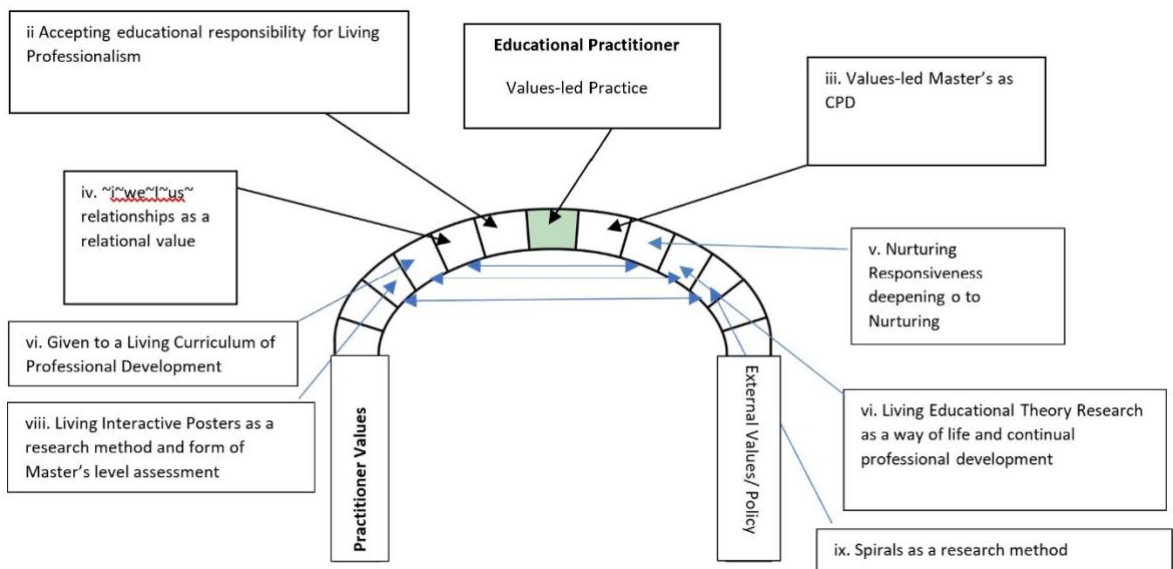 ii Accepting educational responsibility for Living
Professionalism
Educational Practitioner
Values-led Practice
iii. Values-led Master's as
CPD
iv. ~i~we~I~us~
relationships as a
relational value
v. Nurturing
Responsiveness
deepening o to
Nurturing
vi. Given to a Living Curriculum of
Professional Development
viii. Living Interactive Posters as a
research method and form of
Master's level assessment
Practitioner Values
External Values/ Policy
vi. Living Educational Theory Research
as a way of life and continual
professional development
ix. Spirals as a research method